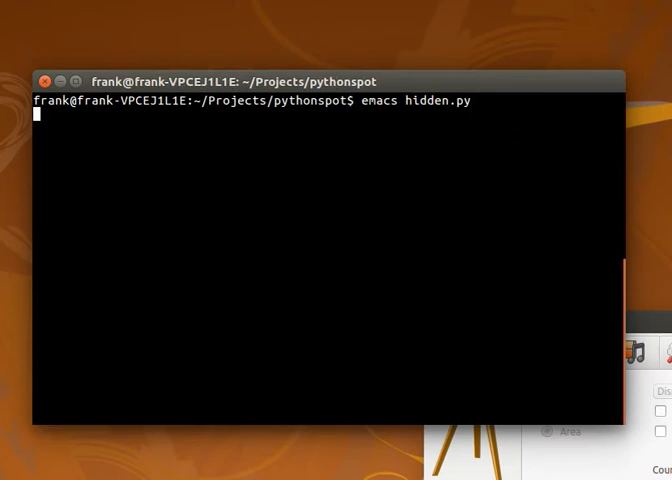 frank@frank-VPCEJ1L1E: ~/Projects/pythonspot
frank@frank-VPCEJ1L1E:~/Projects/pythonspot$ emacs hidden.py
Area